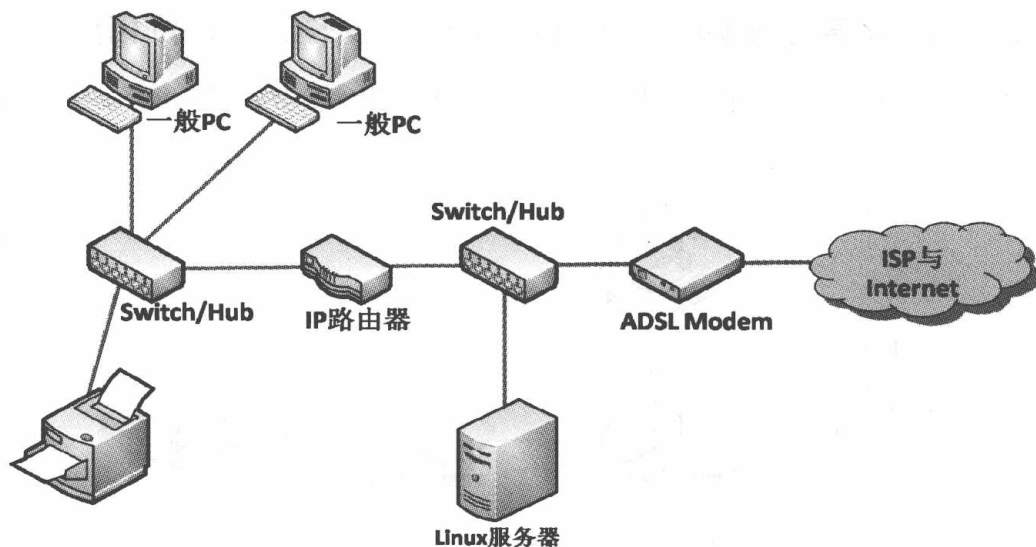 一般PC
一般PC
Switch/Hub
Switch/Hub
IP路由器
ADSL Modem
ISP与
Internet
Linux服务器